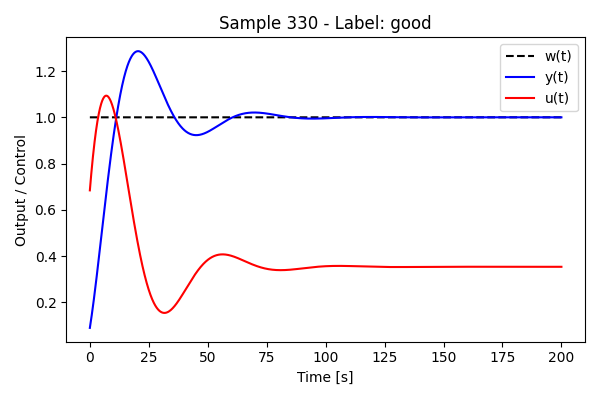 Sample 330 - Label: good
w(t)
y(t)
u(t)
1.2
1.0
0.8
0.6
0.4
0.2
Output / Control
0 25 50 75 100 125 150 175 200
Time [s]